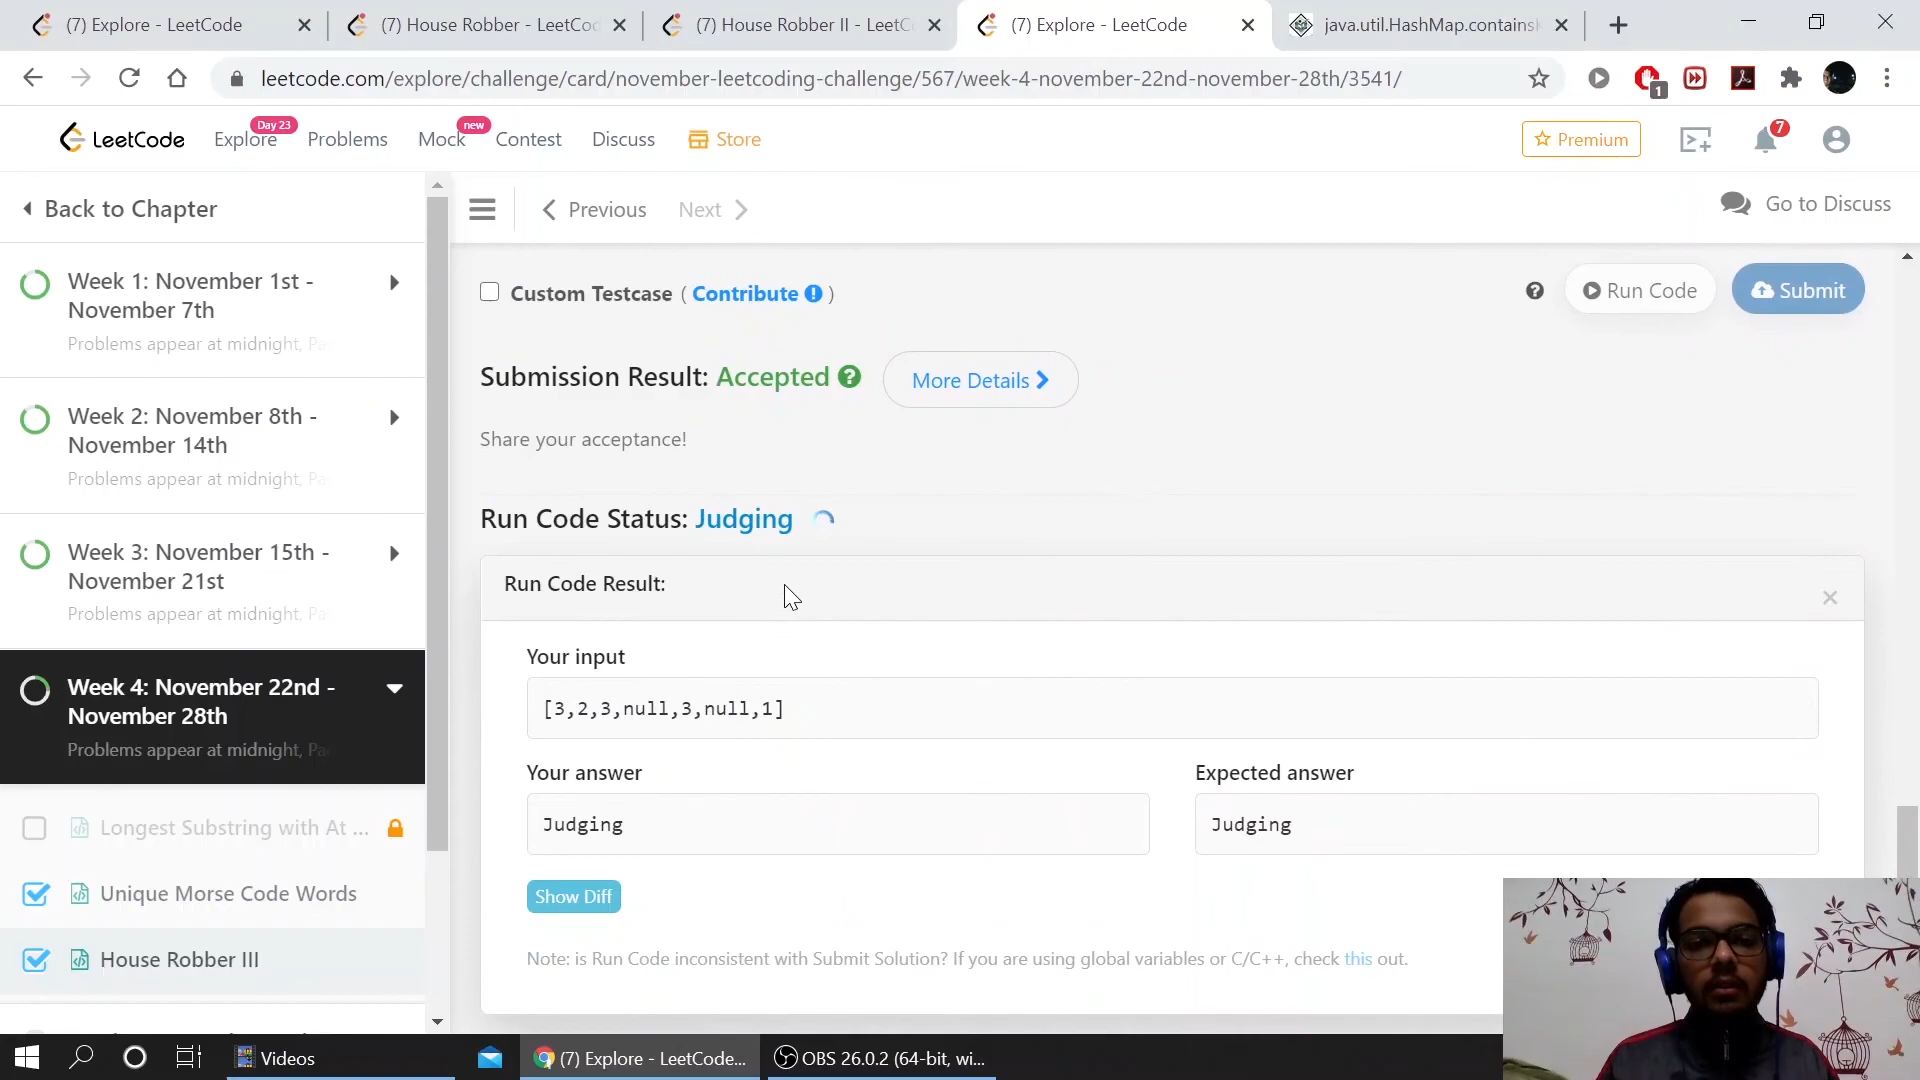 (7) Explore - LeetCode
(7) House Robber - LeetCo
(7) House Robber II - LeetC
(7) Explore - LeetCode
java.util.HashMap.contains
leetcode.com/explore/challenge/card/november-leetcoding-challenge/567/week-4-november-22nd-november-28th/3541/
1
LeetCode
Explore
Day 23
Problems
Mock
new
Contest
Discuss
Store
Premium
7
Back to Chapter
Previous
Next
Go to Discuss
Week 1: November 1st -
November 7th
Problems appear at midnight, Pa
Week 2: November 8th -
November 14th
Problems appear at midnight, Pa
Week 3: November 15th -
November 21st
Problems appear at midnight, Pa
Week 4: November 22nd -
November 28th
Problems appear at midnight, Pa
Longest Substring with At ...
Unique Morse Code Words
House Robber III
Custom Testcase ( Contribute )
Run Code
Submit
Submission Result: Accepted
More Details
Share your acceptance!
Run Code Status: Judging
Run Code Result:
×
Your input
[3,2,3,null,3,null,1]
Your answer
Expected answer
Judging
Judging
Show Diff
Note: is Run Code inconsistent with Submit Solution? If you are using global variables or C/C++, check this out.
Videos
(7) Explore - LeetCode...
OBS 26.0.2 (64-bit, wi...